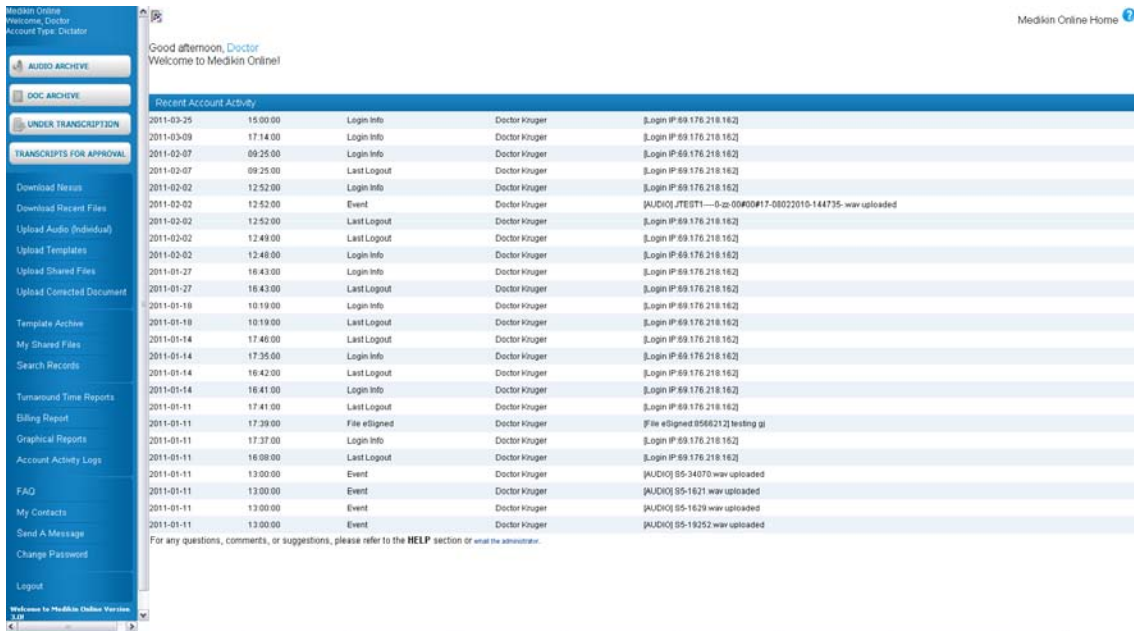 Medikin Online
Welcome, Doctor
Account Type: Dictator
AUDIO ARCHIVE
DOC ARCHIVE
UNDER TRANSCRIPTION
TRANSCRIPTS FOR APPROVAL
Download Nexus
Download Recent Files
Upload Audio (Individual)
Upload Templates
Upload Shared Files
Upload Corrected Document
Template Archive
My Shared Files
Search Records
Turnaround Time Reports
Billing Report
Graphical Reports
Account Activity Logs
FAQ
My Contacts
Send A Message
Change Password
Logout
Welcome to Medikin Online Version
3.0!
Medikin Online Home ?
Good afternoon, Doctor
Welcome to Medikin Online!
Recent Account Activity
2011-03-25 15:00:00 Login Info Doctor Kruger [Login IP:69.176.218.162]
2011-03-09 17:14:00 Login Info Doctor Kruger [Login IP:69.176.218.162]
2011-02-07 09:25:00 Login Info Doctor Kruger [Login IP:69.176.218.162]
2011-02-07 09:25:00 Last Logout Doctor Kruger [Login IP:69.176.218.162]
2011-02-02 12:52:00 Login Info Doctor Kruger [Login IP:69.176.218.162]
2011-02-02 12:52:00 Event Doctor Kruger [AUDIO] JTEST1----0-zz-00#00#17-08022010-144735-.wav uploaded
2011-02-02 12:52:00 Last Logout Doctor Kruger [Login IP:69.176.218.162]
2011-02-02 12:49:00 Last Logout Doctor Kruger [Login IP:69.176.218.162]
2011-02-02 12:48:00 Login Info Doctor Kruger [Login IP:69.176.218.162]
2011-01-27 16:43:00 Login Info Doctor Kruger [Login IP:69.176.218.162]
2011-01-27 16:43:00 Last Logout Doctor Kruger [Login IP:69.176.218.162]
2011-01-18 10:19:00 Login Info Doctor Kruger [Login IP:69.176.218.162]
2011-01-18 10:19:00 Last Logout Doctor Kruger [Login IP:69.176.218.162]
2011-01-14 17:46:00 Last Logout Doctor Kruger [Login IP:69.176.218.162]
2011-01-14 17:35:00 Login Info Doctor Kruger [Login IP:69.176.218.162]
2011-01-14 16:42:00 Last Logout Doctor Kruger [Login IP:69.176.218.162]
2011-01-14 16:41:00 Login Info Doctor Kruger [Login IP:69.176.218.162]
2011-01-11 17:41:00 Last Logout Doctor Kruger [Login IP:69.176.218.162]
2011-01-11 17:39:00 File eSigned Doctor Kruger [File eSigned:8566212] testing gj
2011-01-11 17:37:00 Login Info Doctor Kruger [Login IP:69.176.218.162]
2011-01-11 16:08:00 Last Logout Doctor Kruger [Login IP:69.176.218.162]
2011-01-11 13:00:00 Event Doctor Kruger [AUDIO] S5-34070.wav uploaded
2011-01-11 13:00:00 Event Doctor Kruger [AUDIO] S5-1621.wav uploaded
2011-01-11 13:00:00 Event Doctor Kruger [AUDIO] S5-1629.wav uploaded
2011-01-11 13:00:00 Event Doctor Kruger [AUDIO] S5-19252.wav uploaded
For any questions, comments, or suggestions, please refer to the HELP section or email the administrator.